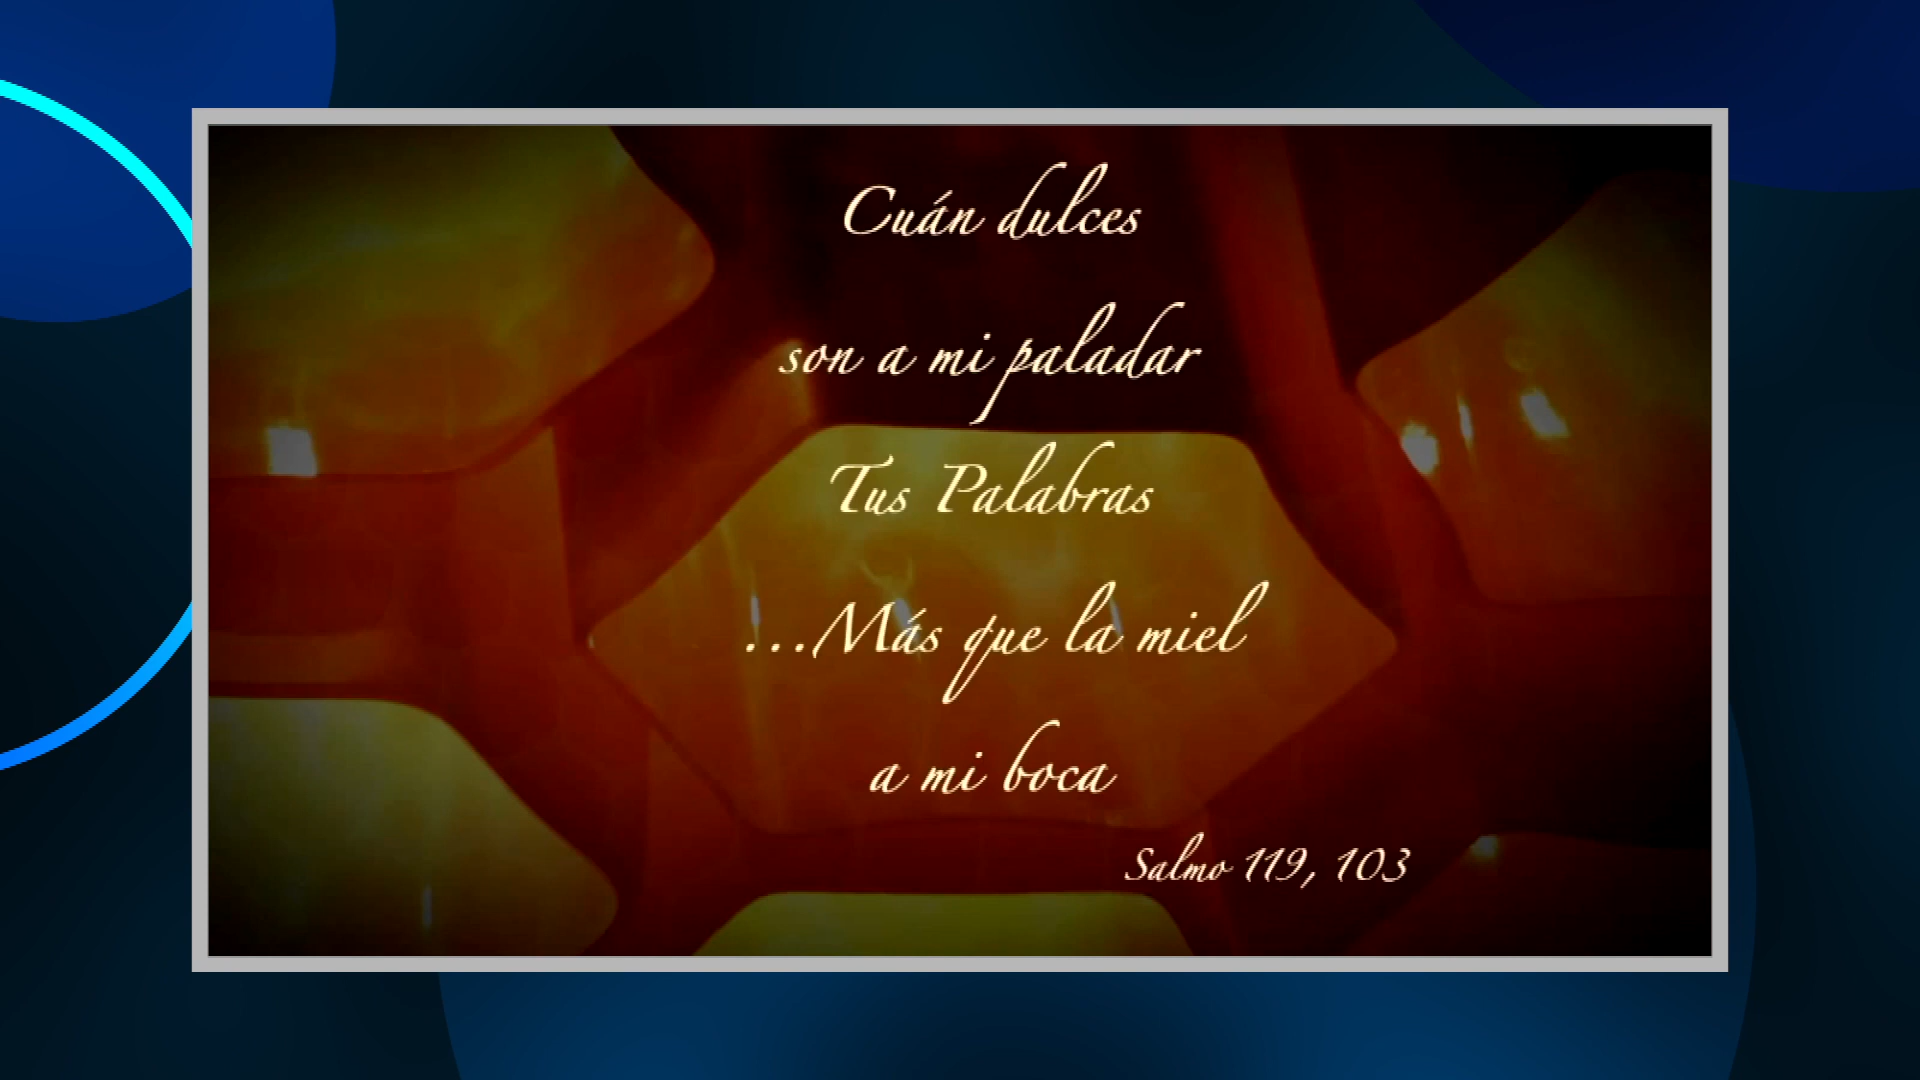 Cuán dulces
son a mi paladar
Tus Palabras
...Más que la miel
a mi boca
Salmo 119, 103